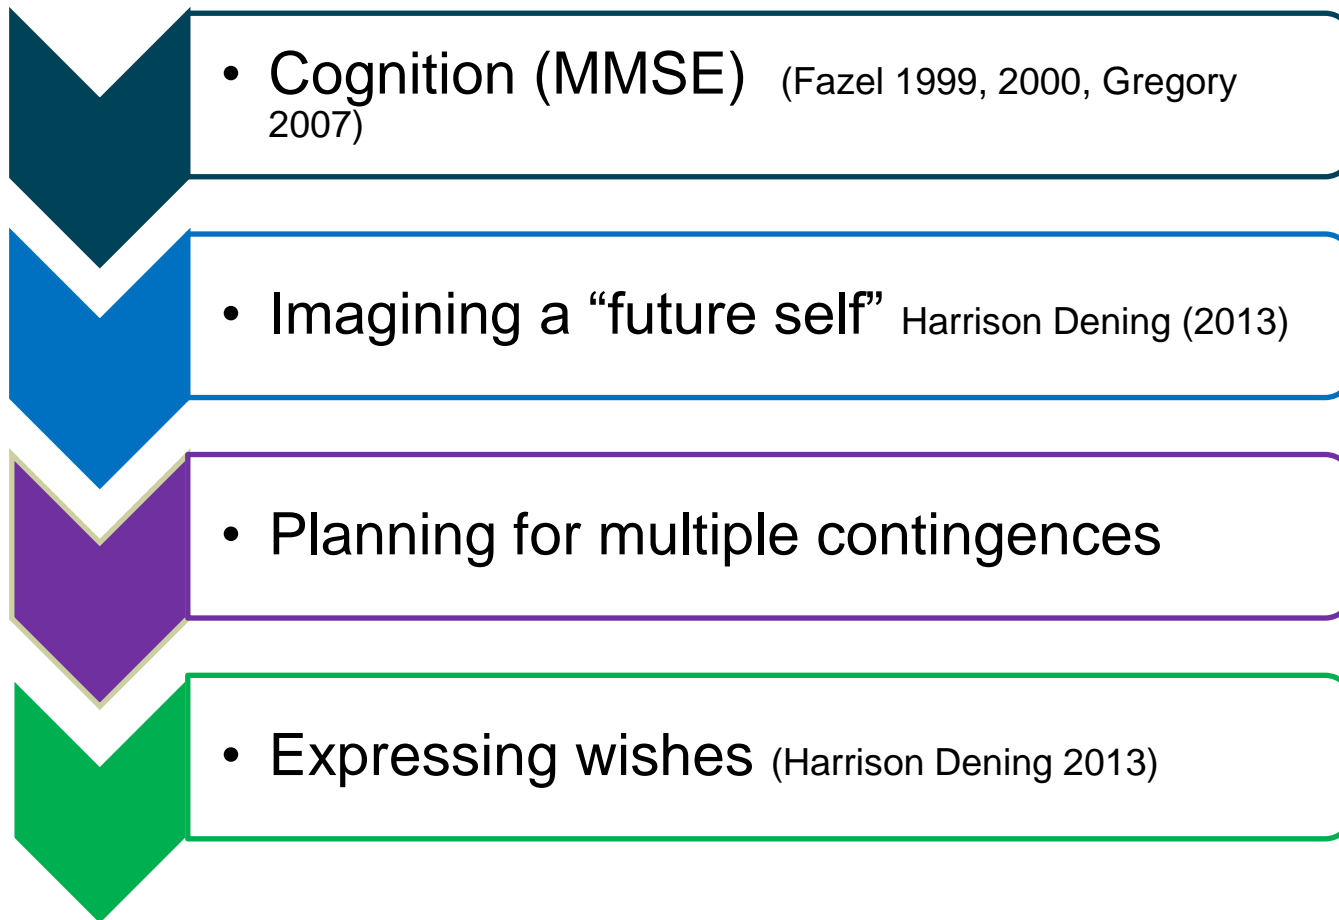 • Cognition (MMSE) (Fazel 1999, 2000, Gregory
2007)
• Imagining a “future self” Harrison Dening (2013)
• Planning for multiple contingences
• Expressing wishes (Harrison Dening 2013)